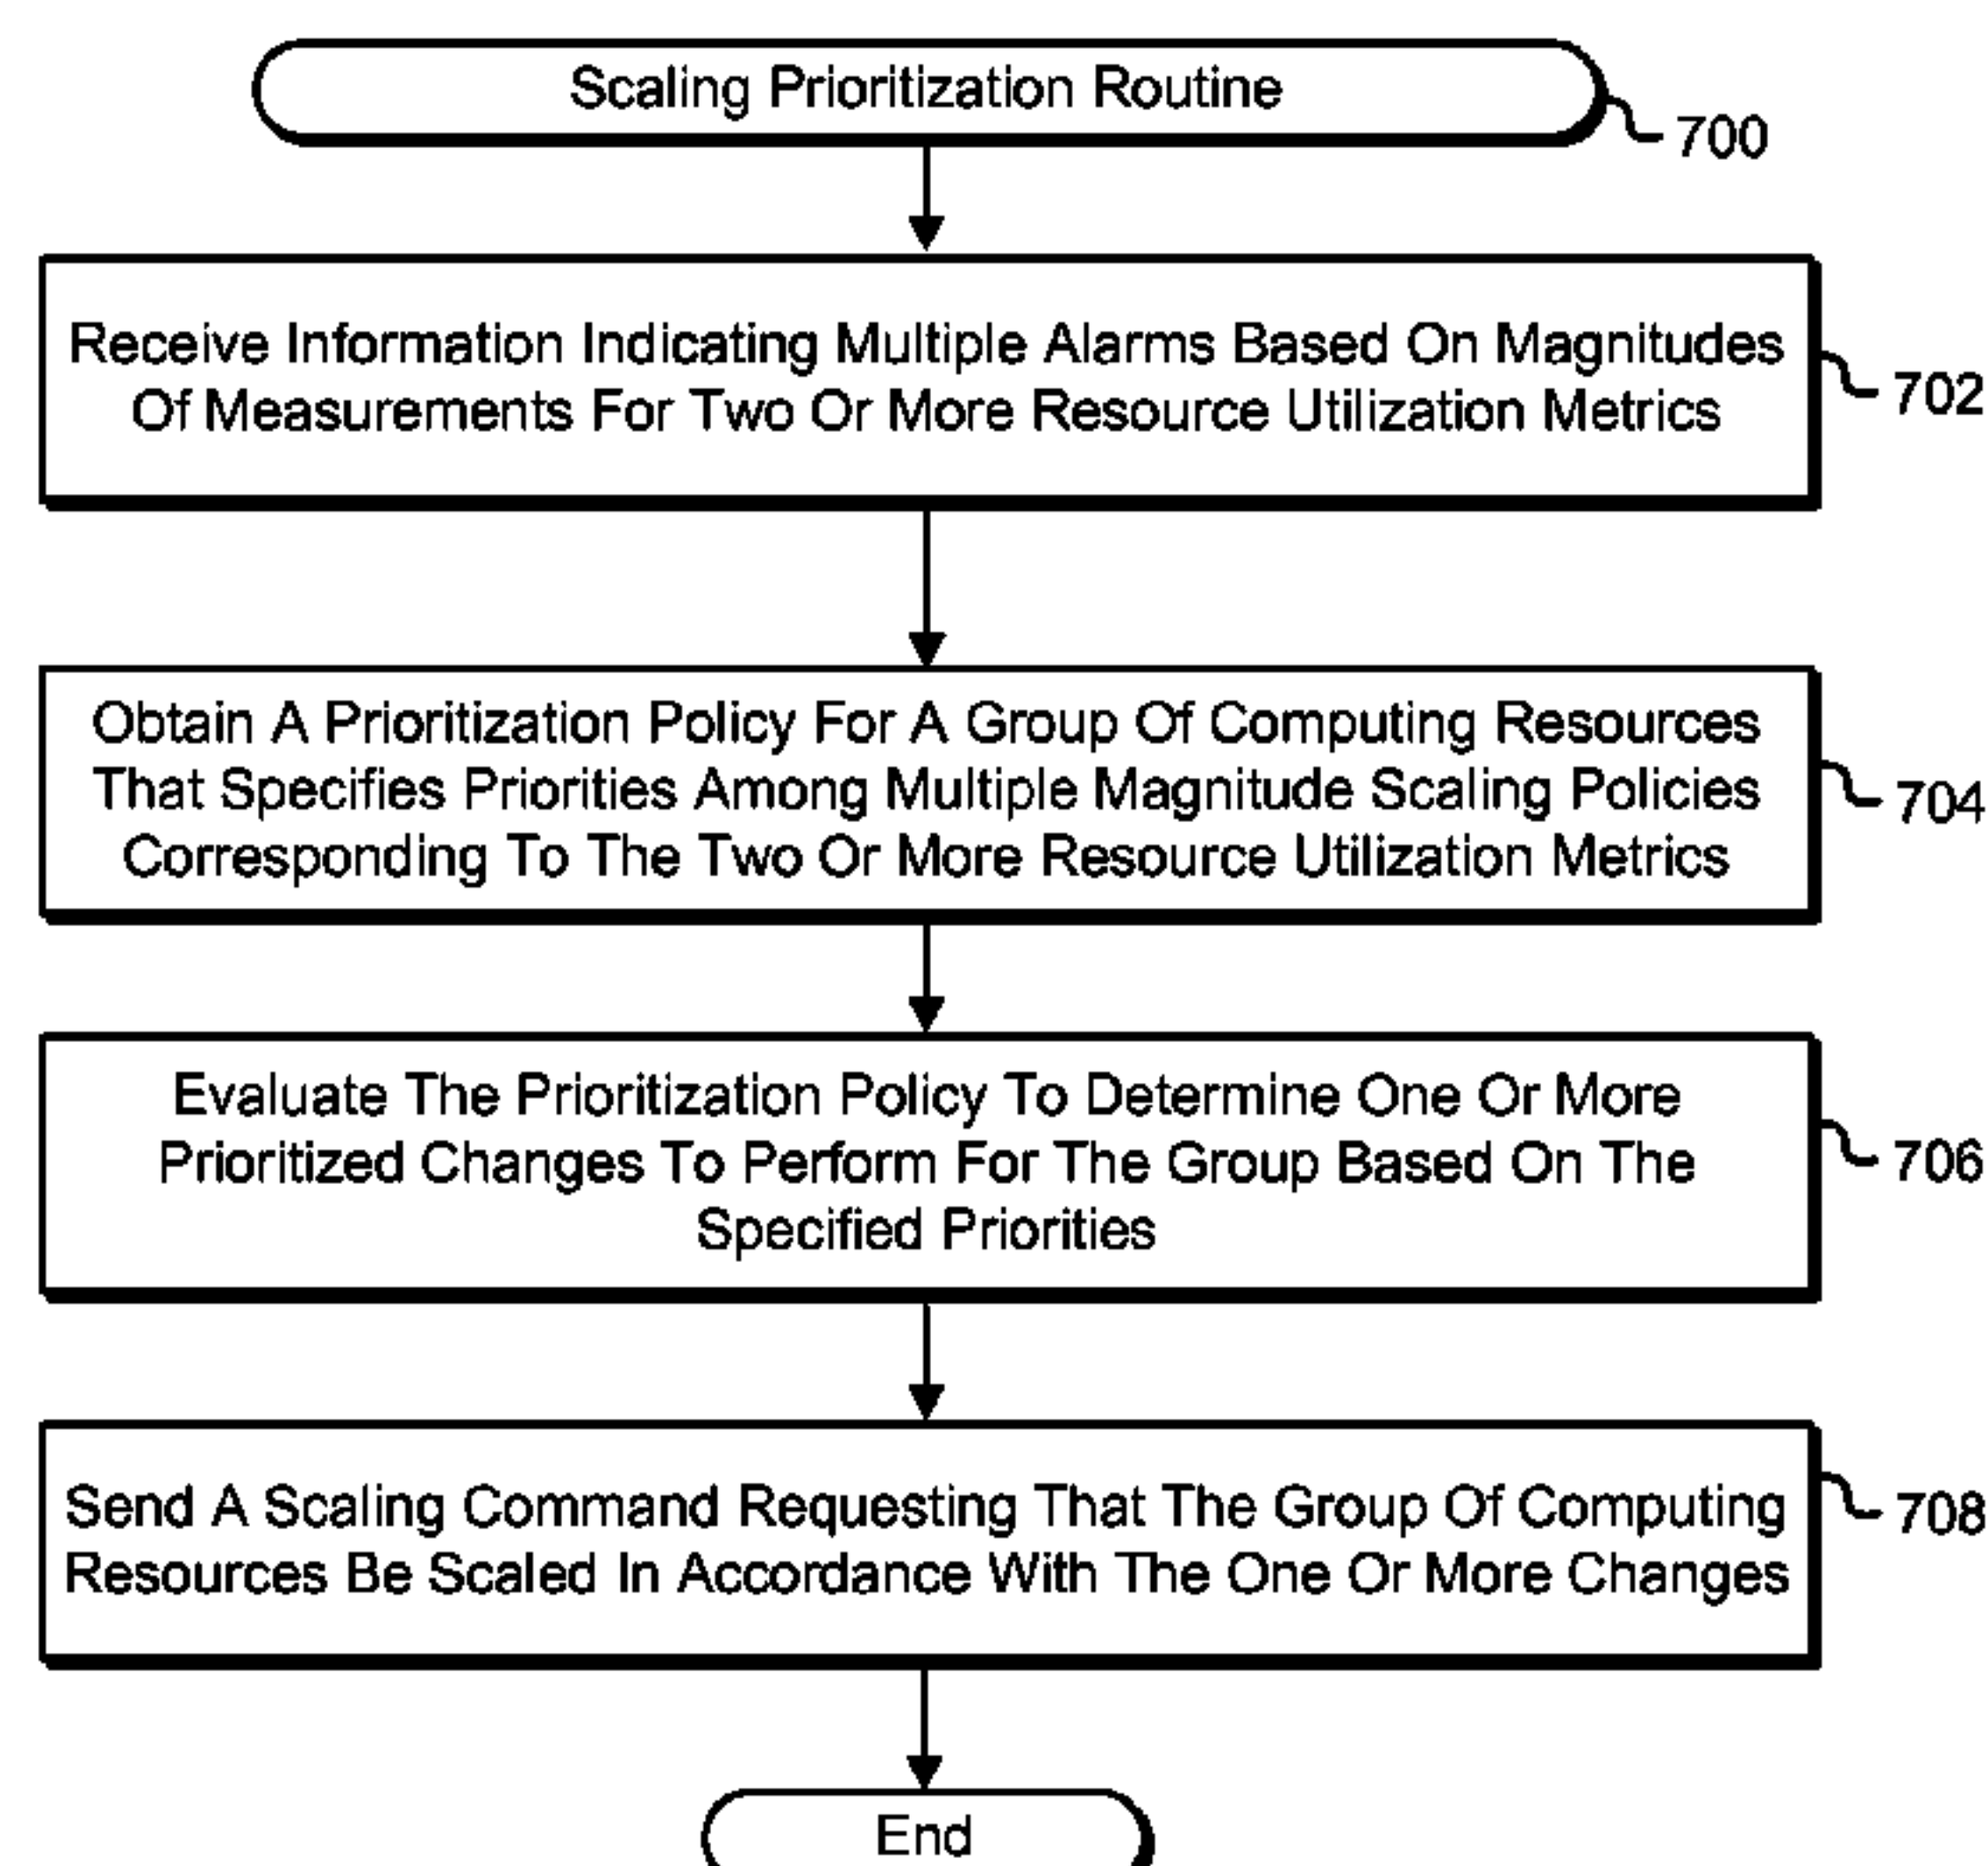 Scaling Prioritization Routine
700
Receive Information Indicating Multiple Alarms Based On Magnitudes
Of Measurements For Two Or More Resource Utilization Metrics
702
Obtain A Prioritization Policy For A Group Of Computing Resources
That Specifies Priorities Among Multiple Magnitude Scaling Policies
Corresponding To The Two Or More Resource Utilization Metrics
704
Evaluate The Prioritization Policy To Determine One Or More
Prioritized Changes To Perform For The Group Based On The
Specified Priorities
706
Send A Scaling Command Requesting That The Group Of Computing
Resources Be Scaled In Accordance With The One Or More Changes
708
End